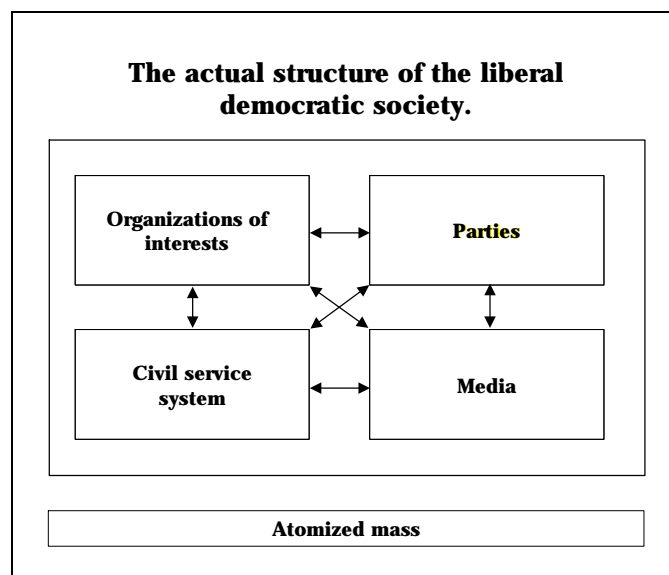 The actual structure of the liberal
democratic society.
Organizations of
interests
Parties
Civil service
system
Media
Atomized mass